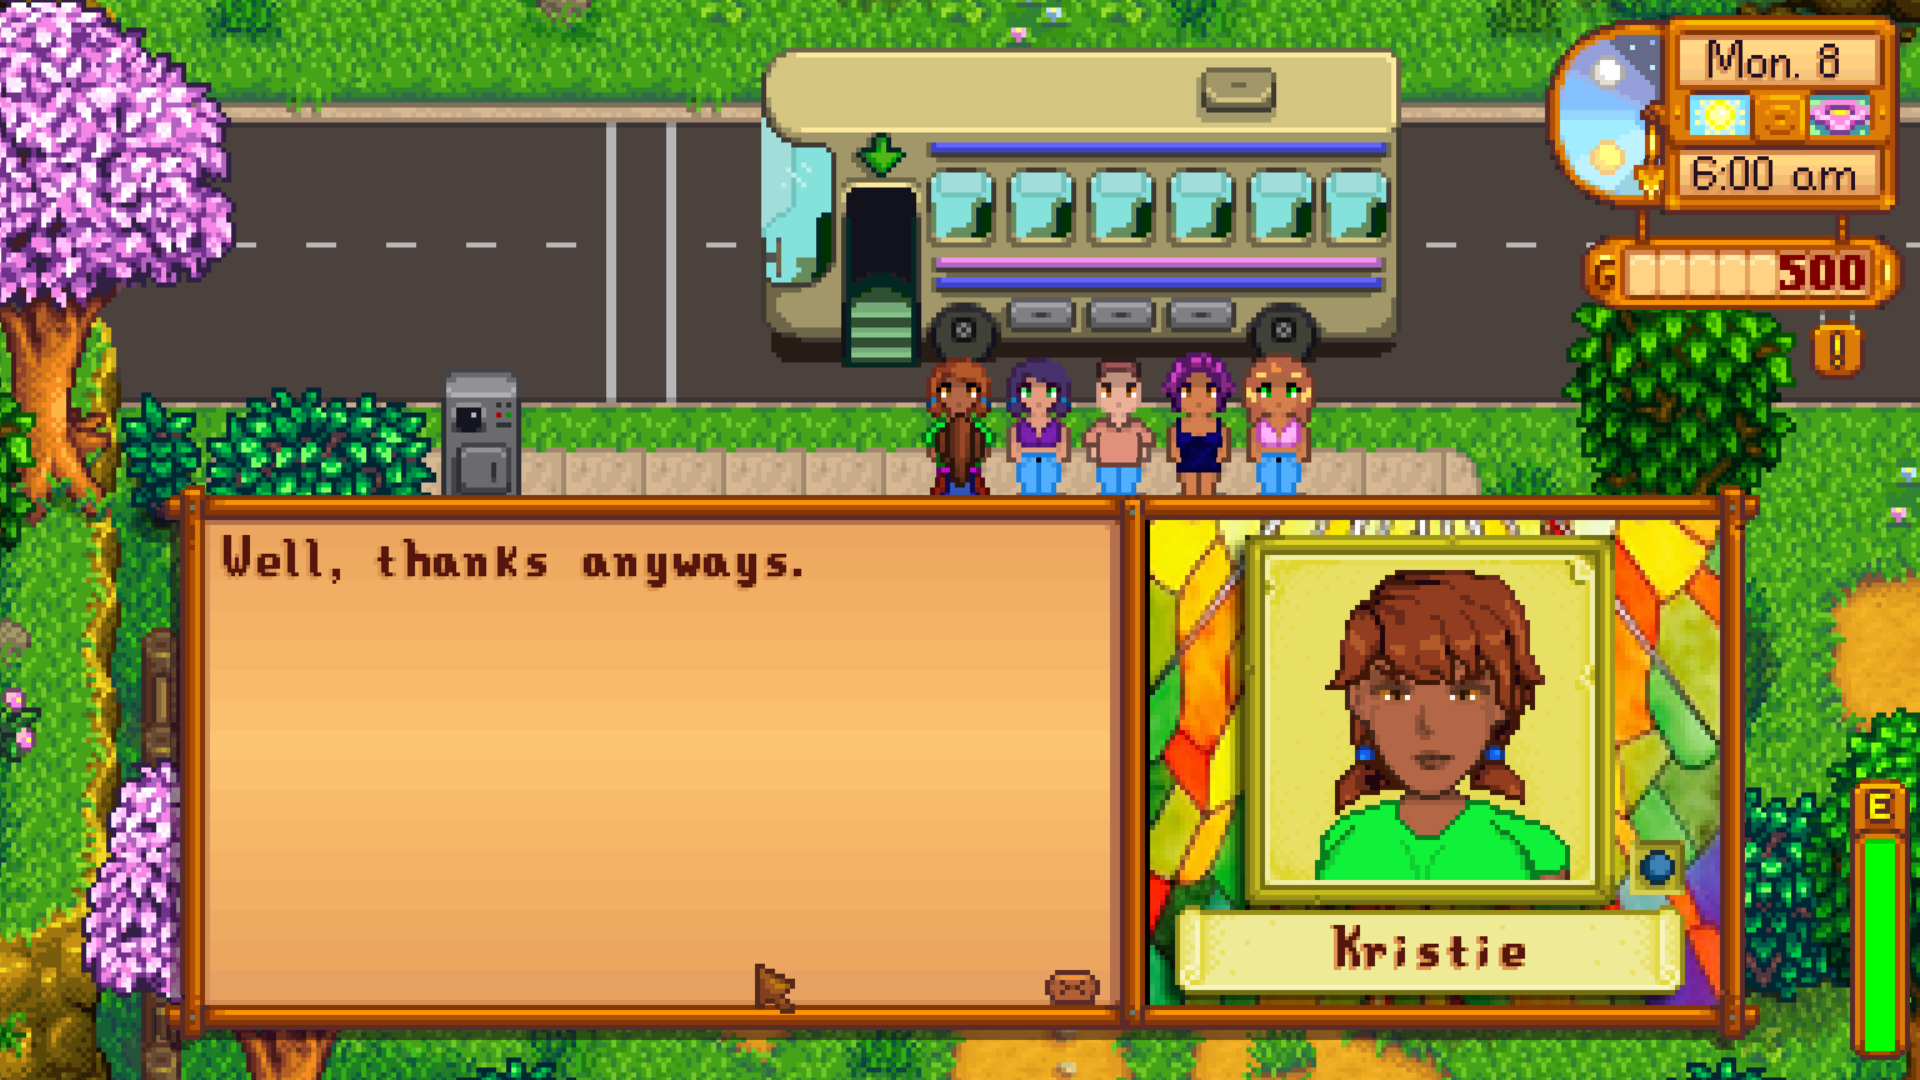 Mon. 8
6:00 am
G 500
!
Well, thanks anyways.
Kristie
E